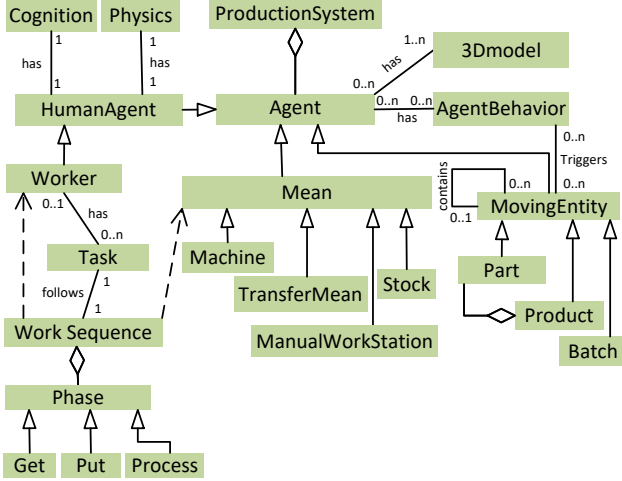 Cognition
Physics
ProductionSystem
1
1
has
has
1
1
1..n
has
3Dmodel
0..n
HumanAgent
Agent
0..n
0..n
has
AgentBehavior
0..n
Triggers
0..n
Worker
0..1
has
0..n
Mean
contains
0..n
0..1
MovingEntity
Task
Machine
follows
1
1
TransferMean
Stock
Part
Work Sequence
ManualWorkStation
Product
Batch
Phase
Get
Put
Process